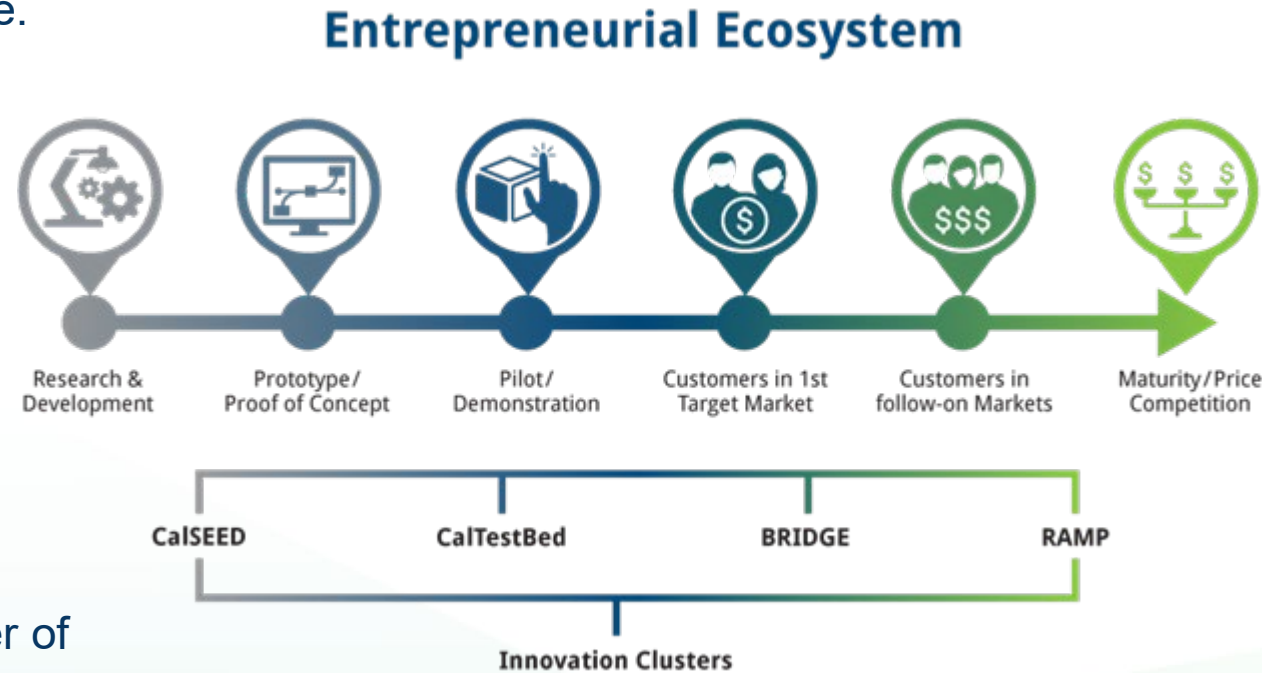 e.
Entrepreneurial Ecosystem
$
$$$
$ $ $
Research &
Development
Prototype/
Proof of Concept
Pilot/
Demonstration
Customers in 1st
Target Market
Customers in
follow-on Markets
Maturity/Price
Competition
CalSEED
CalTestBed
BRIDGE
RAMP
er of
Innovation Clusters